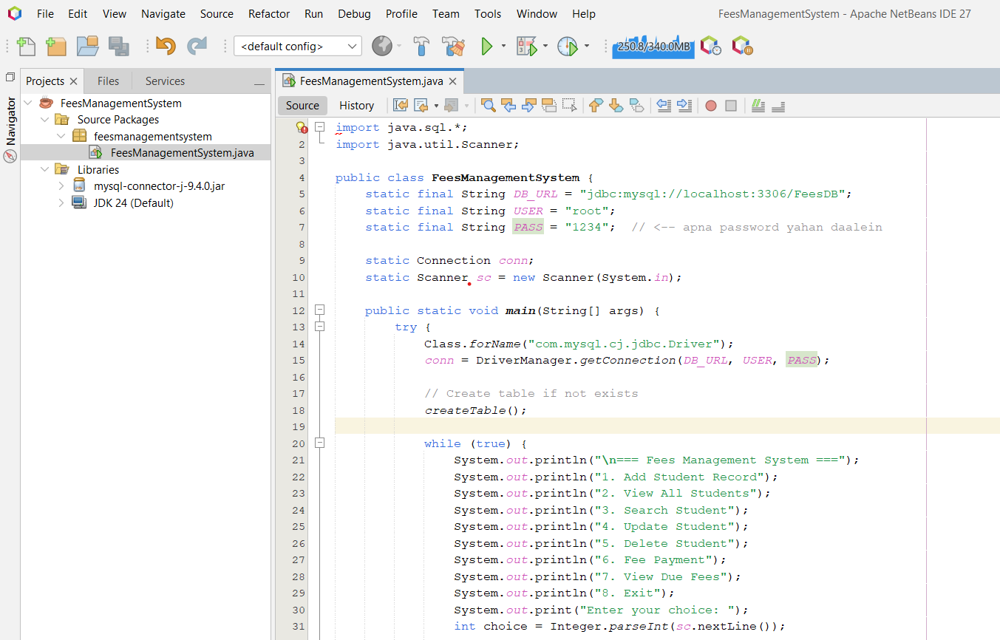 File Edit View Navigate Source Refactor Run Debug Profile Team Tools Window Help FeesManagementSystem - Apache NetBeans IDE 27
<default config> 250.8/340.0MB
Projects Files Services
Navigator
FeesManagementSystem
Source Packages
feesmanagementsystem
FeesManagementSystem.java
Libraries
mysql-connector-j-9.4.0.jar
JDK 24 (Default)
FeesManagementSystem.java
Source History
import java.sql.*;
2 import java.util.Scanner;
3
4 public class FeesManagementSystem {
5 static final String DB_URL = "jdbc:mysql://localhost:3306/FeesDB";
6 static final String USER = "root";
7 static final String PASS = "1234"; // <-- apna password yahan daalein
8
9 static Connection conn;
10 static Scanner sc = new Scanner(System.in);
11
12 public static void main(String[] args) {
13 try {
14 Class.forName("com.mysql.cj.jdbc.Driver");
15 conn = DriverManager.getConnection(DB_URL, USER, PASS);
16
17 // Create table if not exists
18 createTable();
19
20 while (true) {
21 System.out.println("\n=== Fees Management System ===");
22 System.out.println("1. Add Student Record");
23 System.out.println("2. View All Students");
24 System.out.println("3. Search Student");
25 System.out.println("4. Update Student");
26 System.out.println("5. Delete Student");
27 System.out.println("6. Fee Payment");
28 System.out.println("7. View Due Fees");
29 System.out.println("8. Exit");
30 System.out.print("Enter your choice: ");
31 int choice = Integer.parseInt(sc.nextLine());